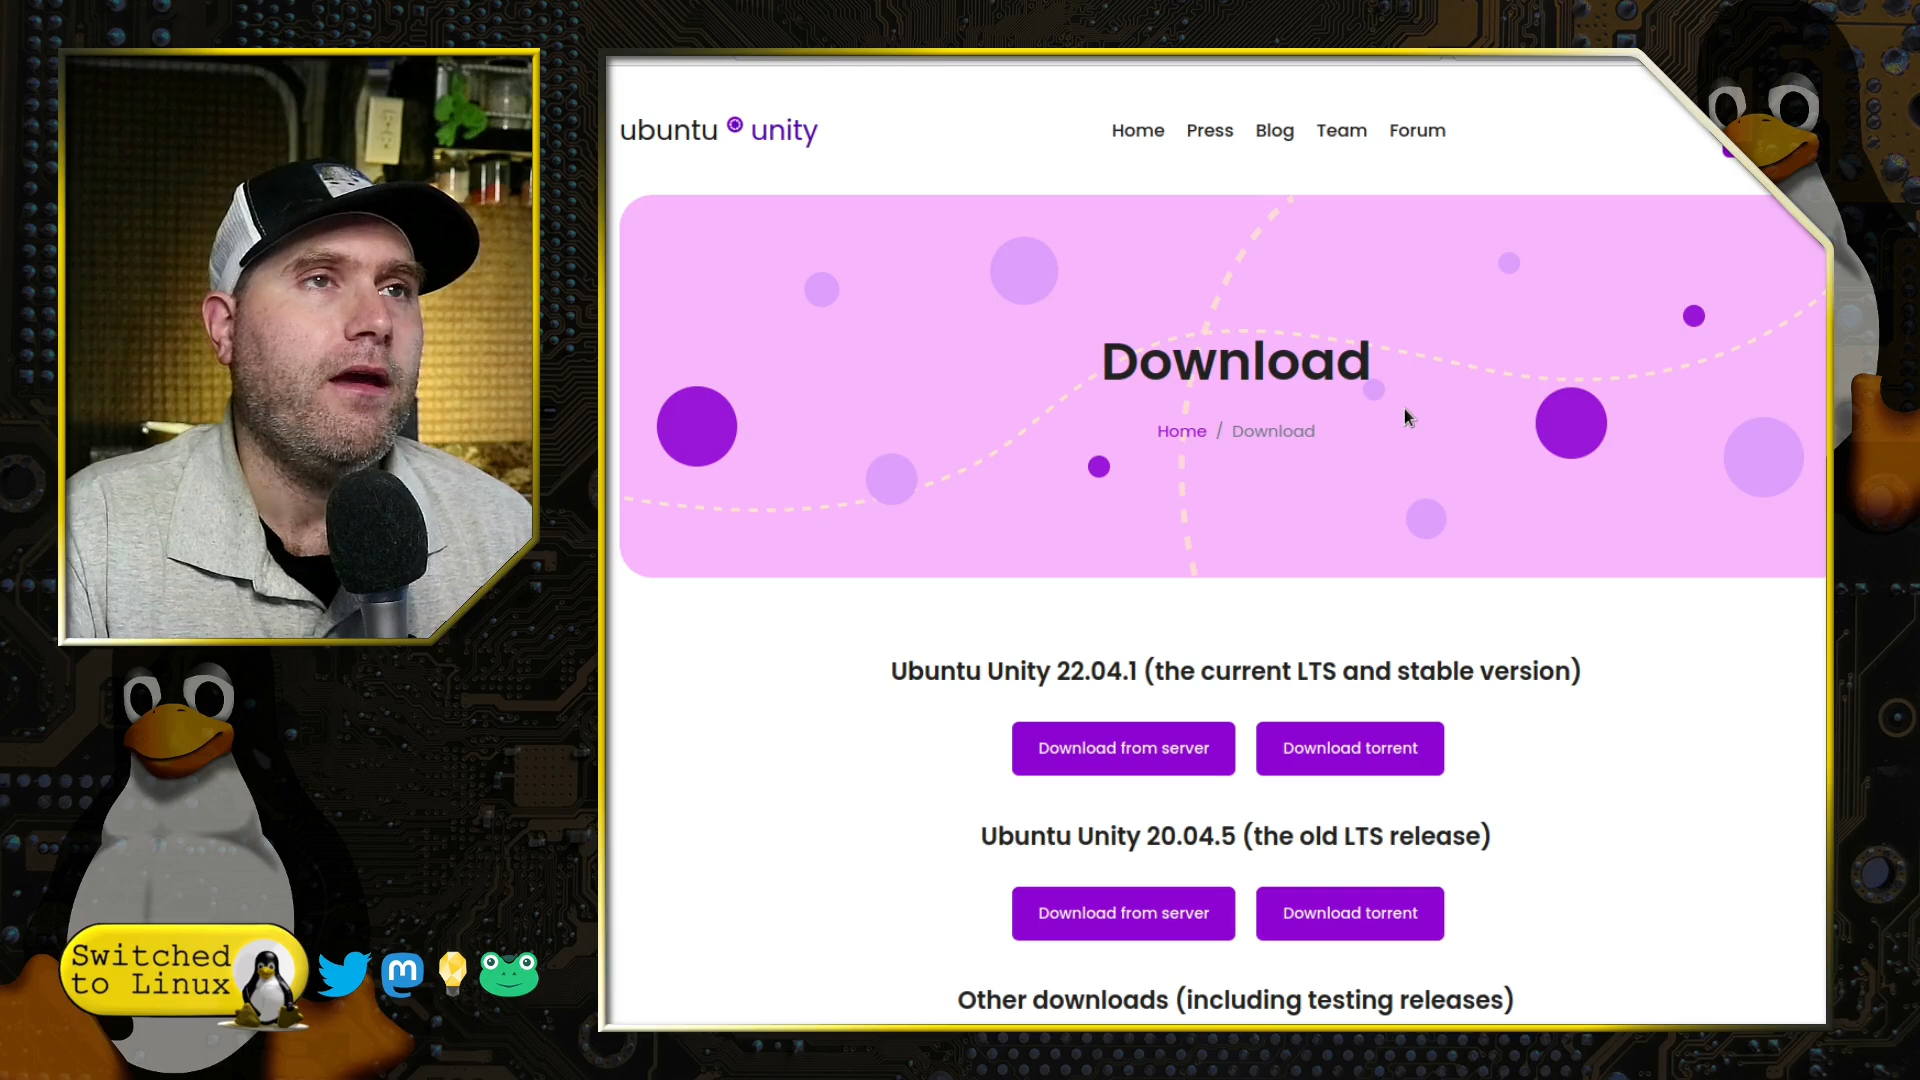 ubuntu unity
Home Press Blog Team Forum
Download
Home / Download
Ubuntu Unity 22.04.1 (the current LTS and stable version)
Download from server Download torrent
Ubuntu Unity 20.04.5 (the old LTS release)
Download from server Download torrent
Other downloads (including testing releases)
Switched
to Linux
m